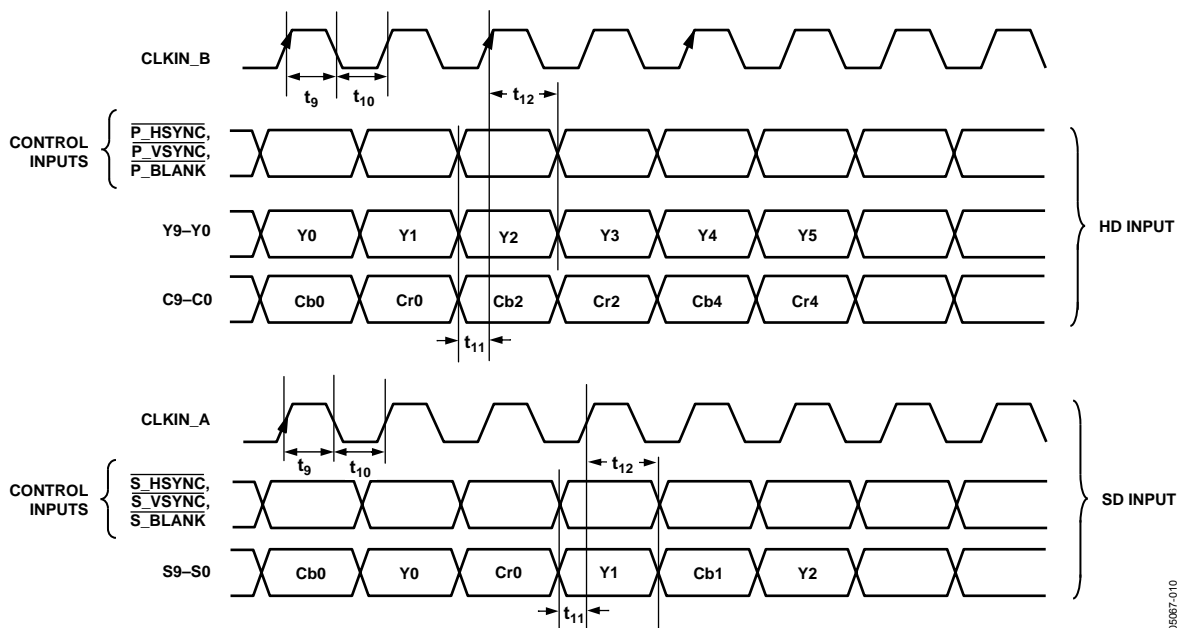 CLKIN_B
t9
t10
t12
CONTROL
INPUTS
P_HSYNC,
P_VSYNC,
P_BLANK
Y9–Y0
Y0
Y1
Y2
Y3
Y4
Y5
HD INPUT
C9–C0
Cb0
Cr0
Cb2
Cr2
Cb4
Cr4
t11
CLKIN_A
t9
t10
t12
CONTROL
INPUTS
S_HSYNC,
S_VSYNC,
S_BLANK
SD INPUT
S9–S0
Cb0
Y0
Cr0
Y1
Cb1
Y2
t11
05067-010